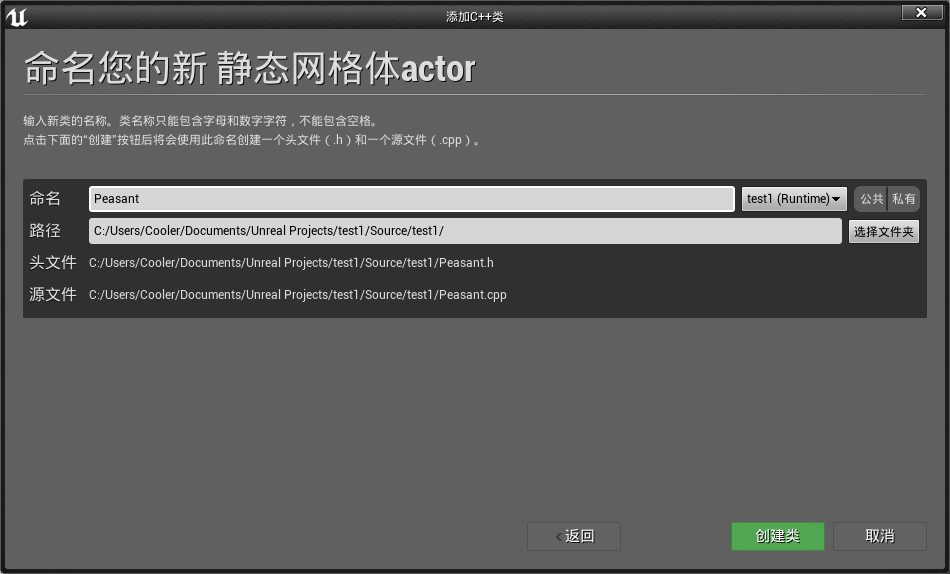 添加C++类
命名您的新 静态网格体actor
输入新类的名称。类名称只能包含字母和数字字符，不能包含空格。
点击下面的"创建"按钮后将会使用此命名创建一个头文件（.h）和一个源文件（.cpp）。
命名 Peasant test1 (Runtime) 公共 私有
路径 C:/Users/Cooler/Documents/Unreal Projects/test1/Source/test1/ 选择文件夹
头文件 C:/Users/Cooler/Documents/Unreal Projects/test1/Source/test1/Peasant.h
源文件 C:/Users/Cooler/Documents/Unreal Projects/test1/Source/test1/Peasant.cpp
返回 创建类 取消